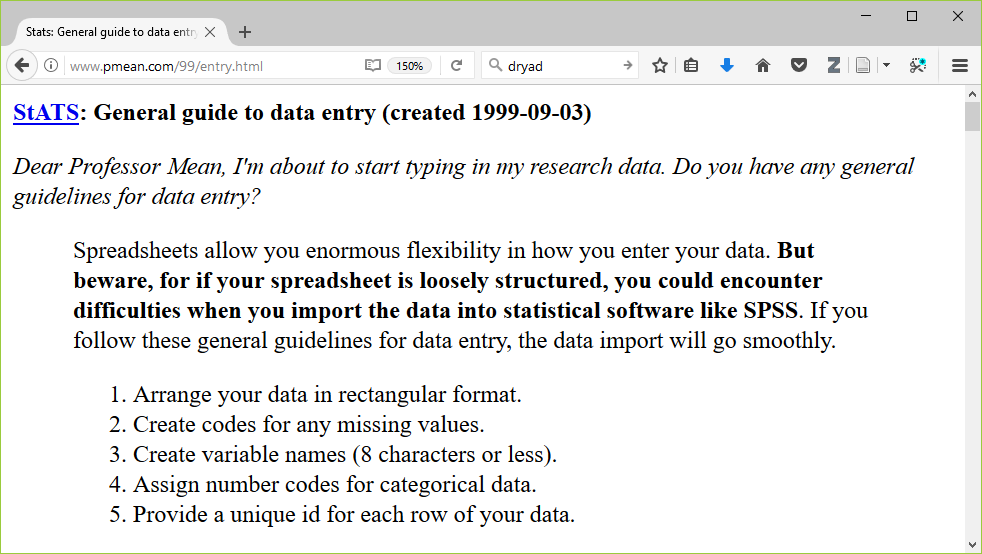 Stats: General guide to data entry
www.pmean.com/99/entry.html
150%
dryad
StATS: General guide to data entry (created 1999-09-03)
Dear Professor Mean, I'm about to start typing in my research data. Do you have any general
guidelines for data entry?
Spreadsheets allow you enormous flexibility in how you enter your data. But
beware, for if your spreadsheet is loosely structured, you could encounter
difficulties when you import the data into statistical software like SPSS. If you
follow these general guidelines for data entry, the data import will go smoothly.
1. Arrange your data in rectangular format.
2. Create codes for any missing values.
3. Create variable names (8 characters or less).
4. Assign number codes for categorical data.
5. Provide a unique id for each row of your data.